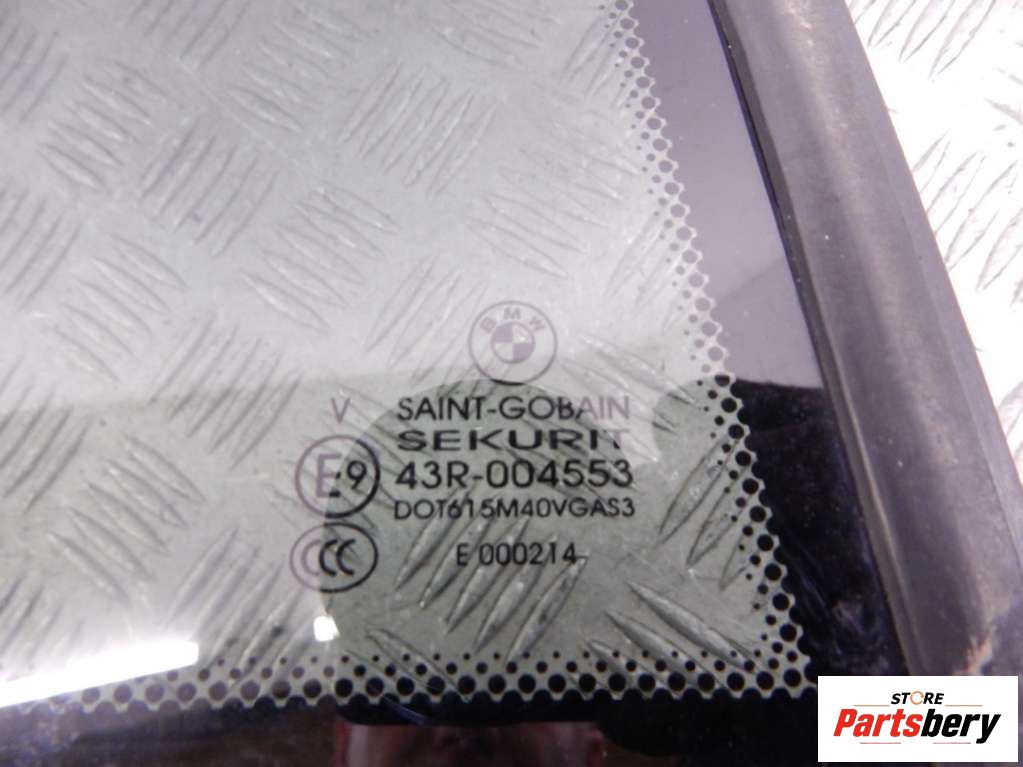 BMW
V SAINT-GOBAIN
SEKURIT
E9 43R-004553
DOT615M40VGAS3
CCC E 000214
STORE
Partsbery